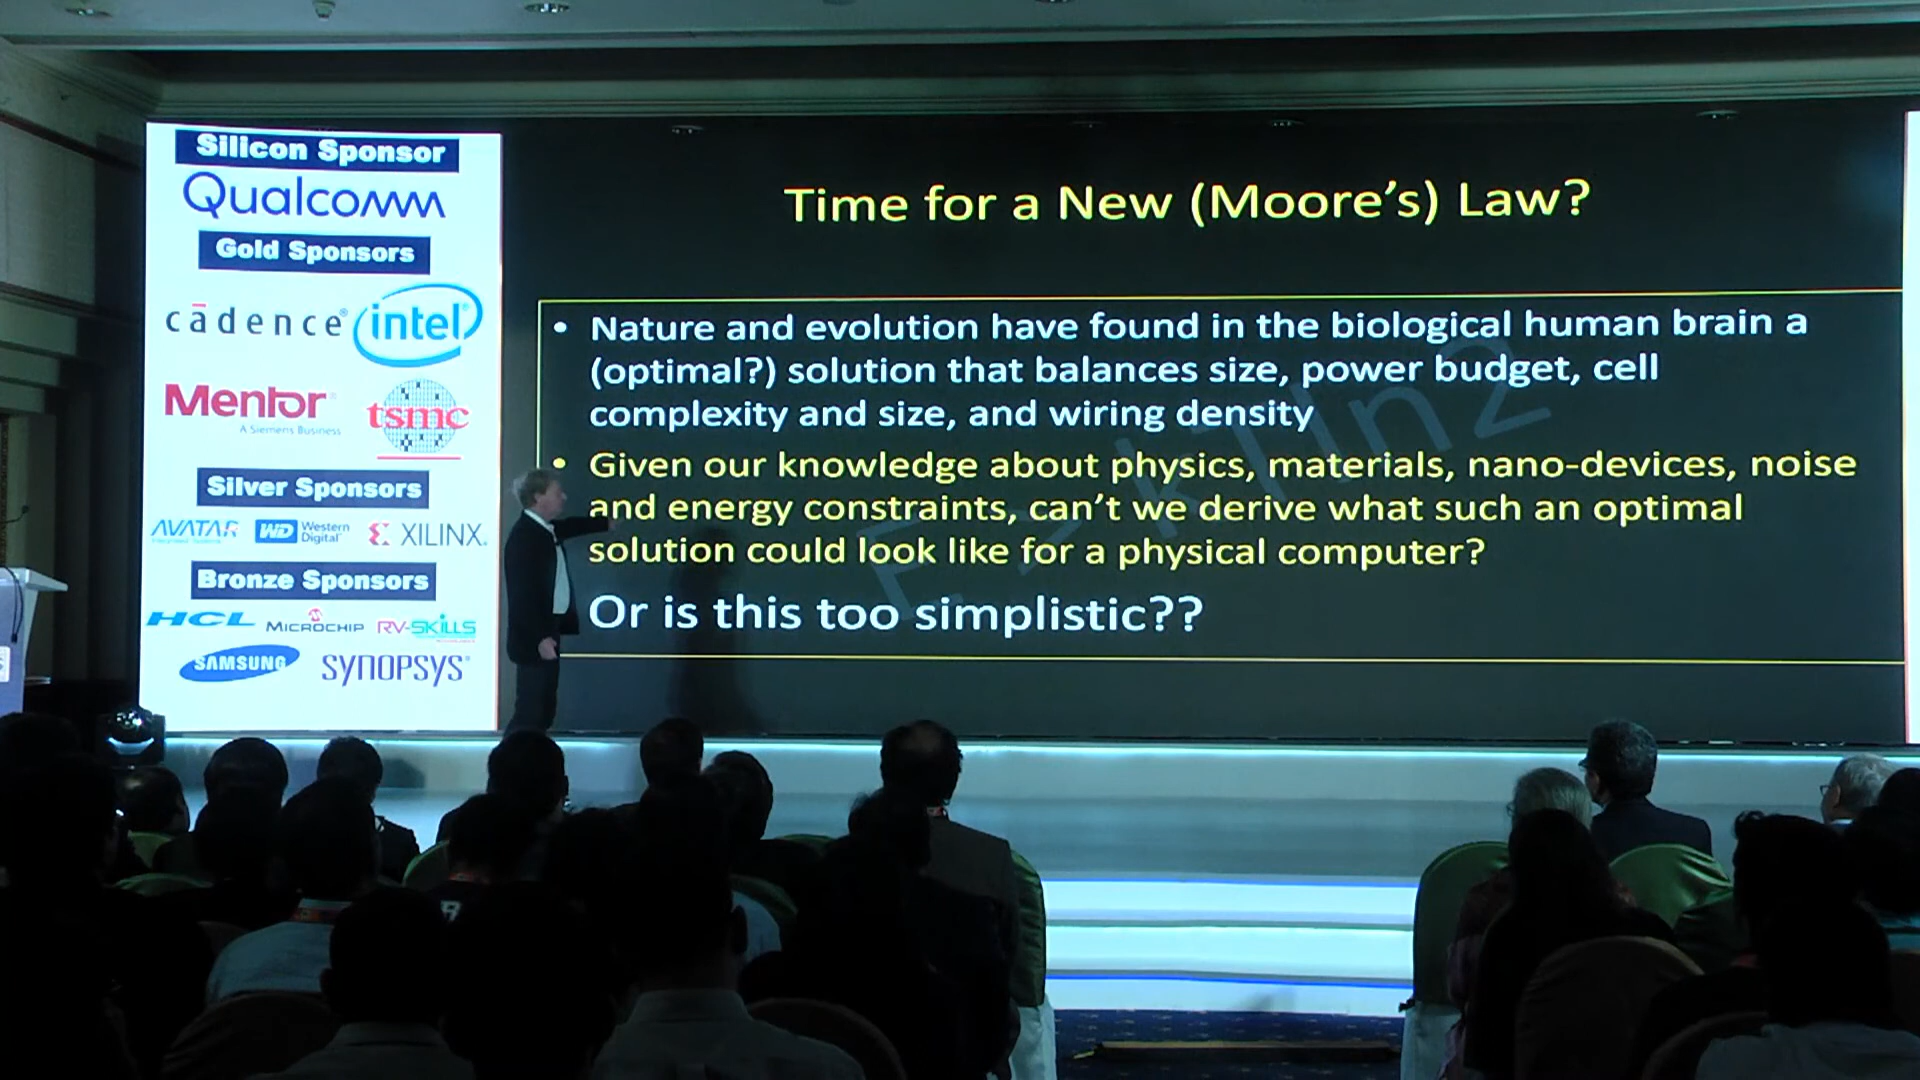 Silicon Sponsor
Qualcomm
Gold Sponsors
cādence® intel®
Mentor® tsmc
A Siemens Business
Silver Sponsors
AVATAR WD Western Digital® XILINX.
Bronze Sponsors
HCL MICROCHIP RV-SKILLS
SAMSUNG SYNOPSYS®
Time for a New (Moore's) Law?
• Nature and evolution have found in the biological human brain a
(optimal?) solution that balances size, power budget, cell
complexity and size, and wiring density
• Given our knowledge about physics, materials, nano-devices, noise
and energy constraints, can't we derive what such an optimal
solution could look like for a physical computer?
Or is this too simplistic??
E > kTln2